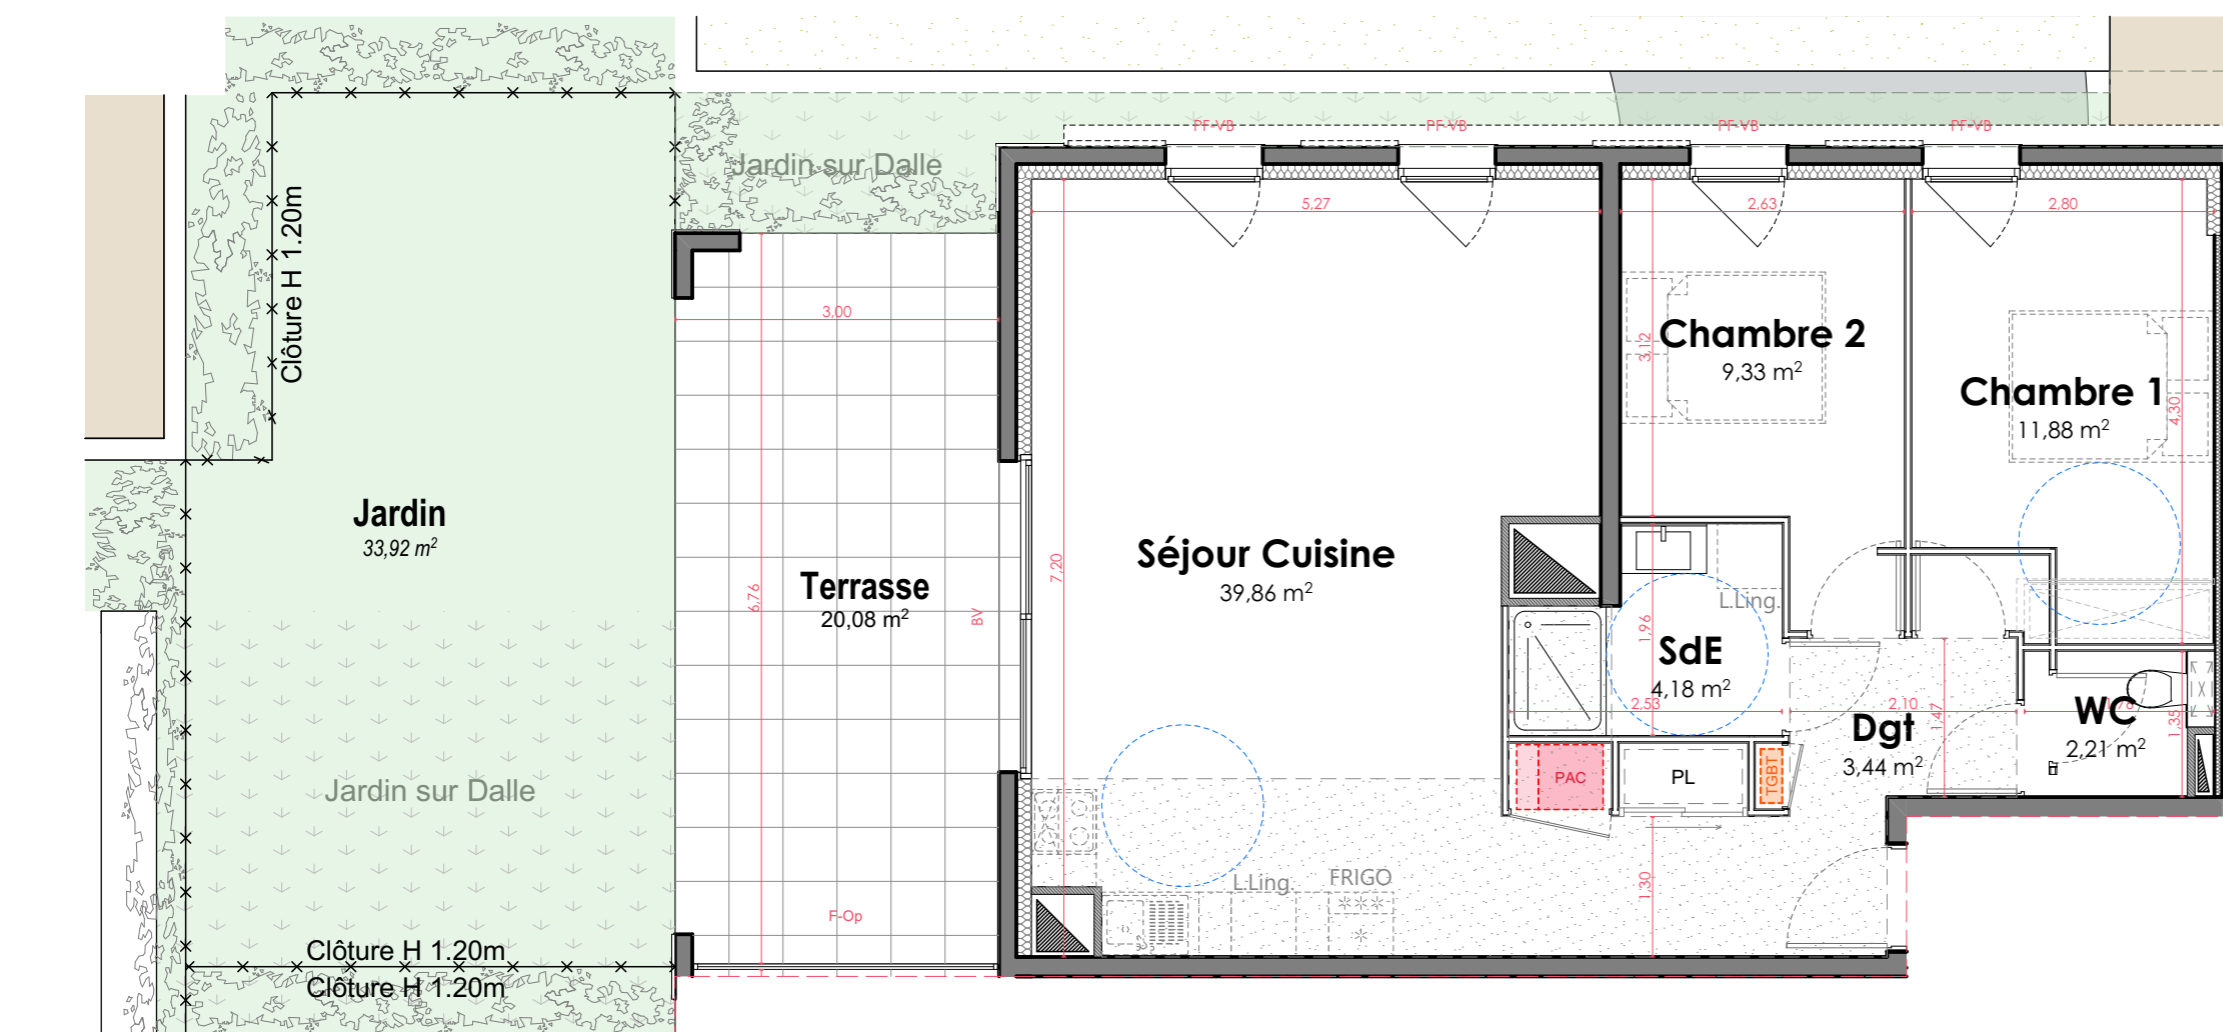 PF-VB
PF-VB
PF-VB
PF-VB
Jardin sur Dalle
Clôture H 1.20m
5,27
2,63
2,80
3,00
3,12
Chambre 2
9,33 m²
Chambre 1
11,88 m²
4,30
Jardin
33,92 m²
Séjour Cuisine
39,86 m²
7,20
6,76
Terrasse
20,08 m²
BV
L.Ling.
1,96
SdE
4,18 m²
2,53
2,10
1,47
Dgt
3,44 m²
WC
2,21 m²
1,35
PAC
PL
TGBT
Jardin sur Dalle
1,30
L.Ling.
FRIGO
F-Op
Clôture H 1.20m
Clôture H 1.20m